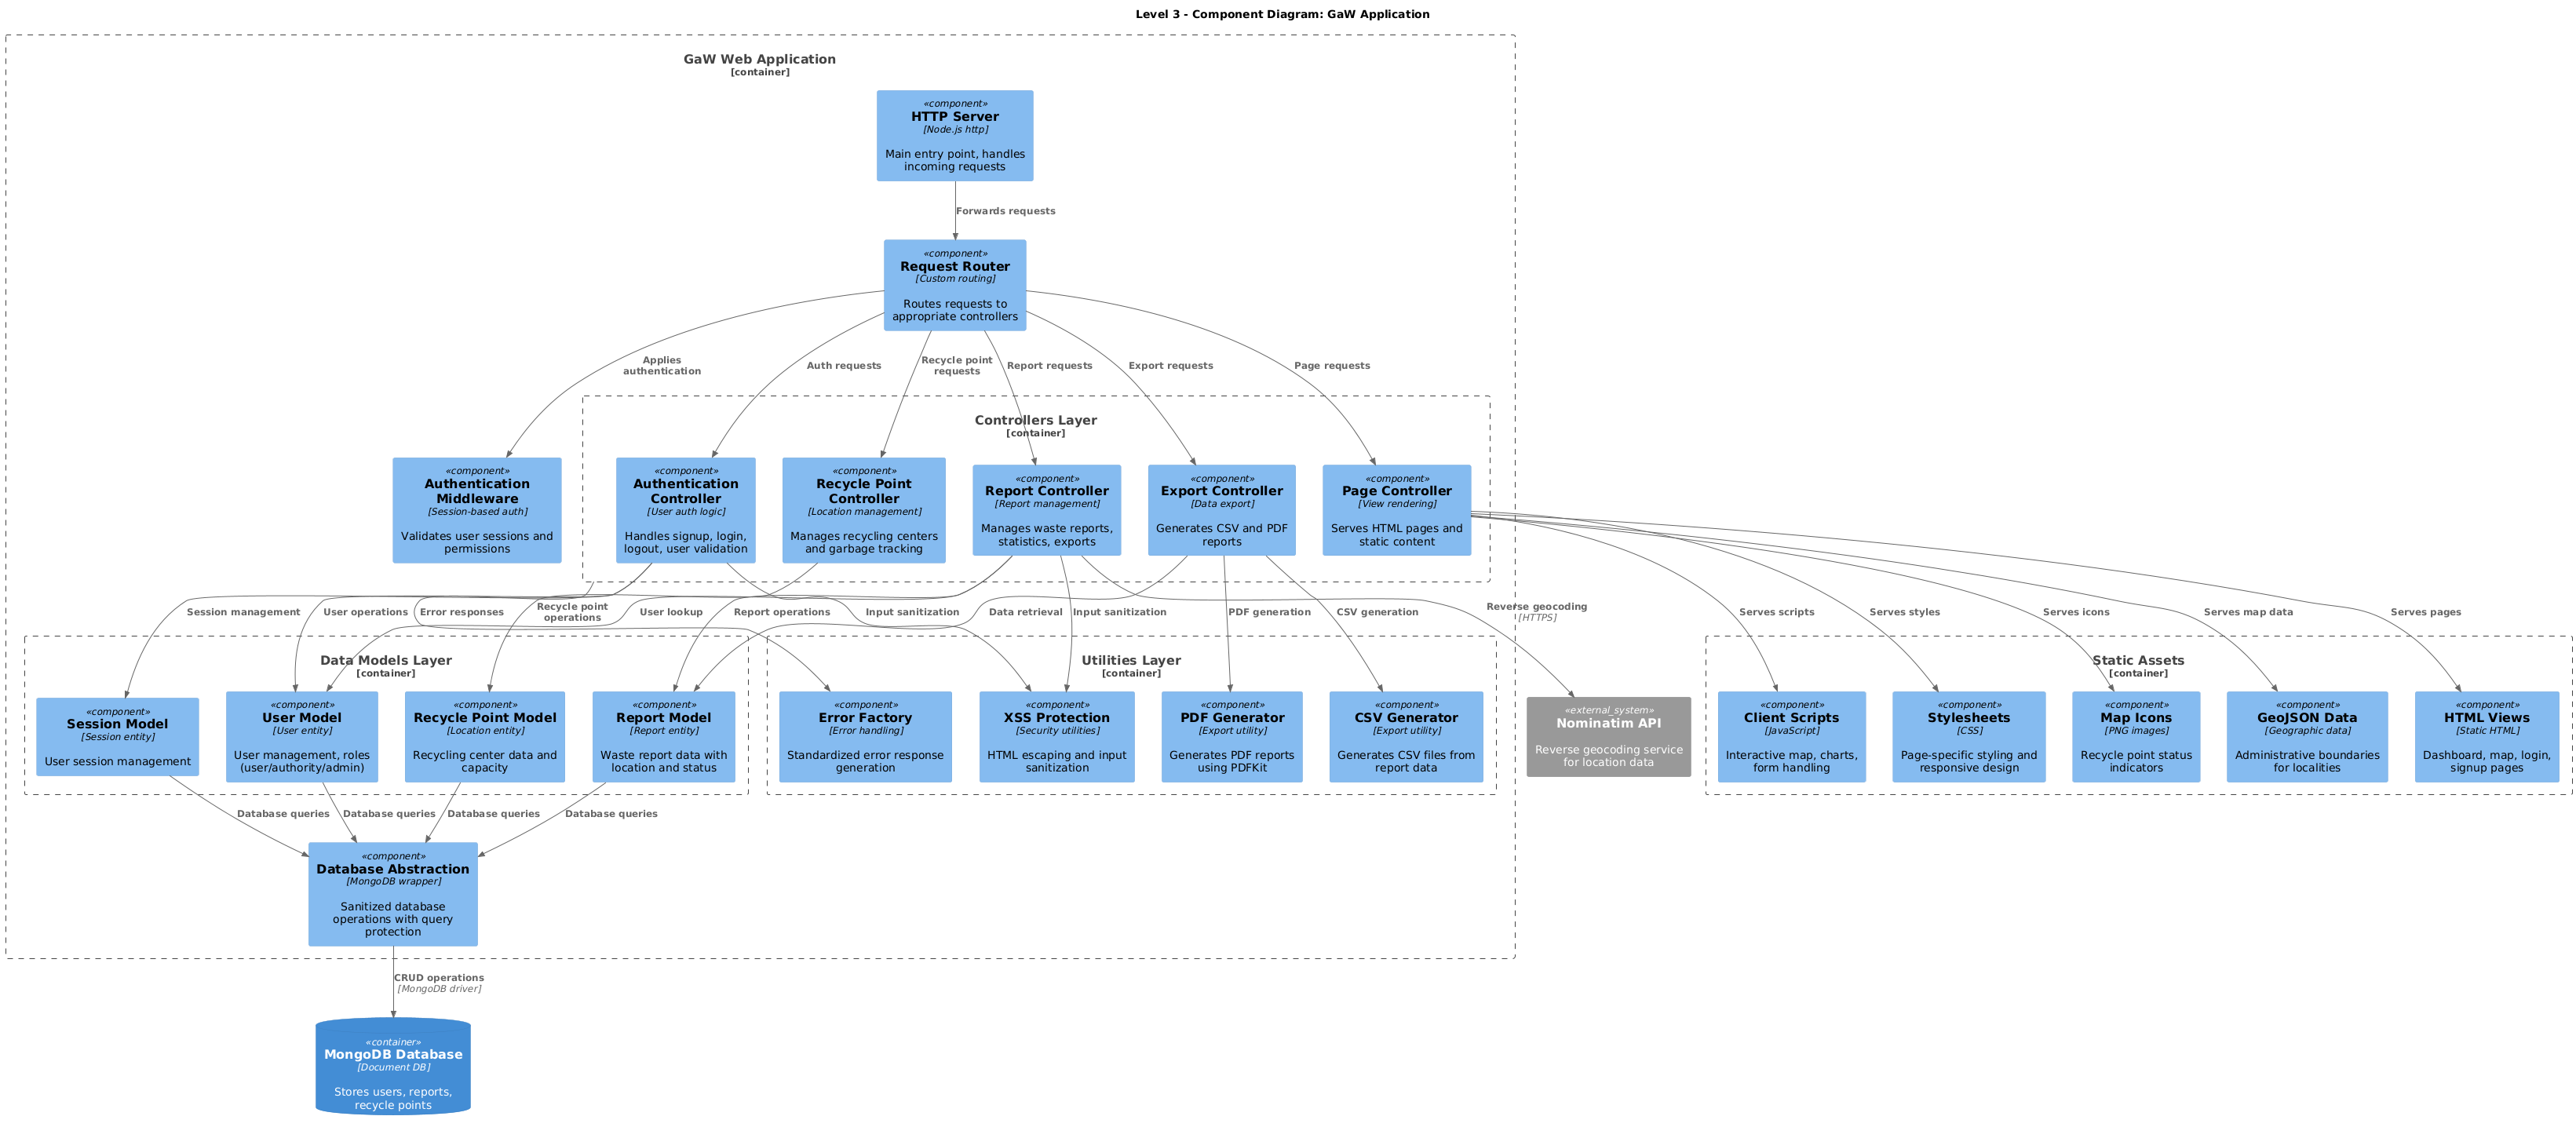 Level 3 - Component Diagram: GaW Application
GaW Web Application
[container]
«component»
HTTP Server
[Node.js http]
Main entry point, handles
incoming requests
Forwards requests
«component»
Request Router
[Custom routing]
Routes requests to
appropriate controllers
Applies
authentication
Auth requests
Recycle point
requests
Report requests
Export requests
Page requests
Controllers Layer
[container]
«component»
Authentication
Middleware
[Session-based auth]
Validates user sessions and
permissions
«component»
Authentication
Controller
[User auth logic]
Handles signup, login,
logout, user validation
«component»
Recycle Point
Controller
[Location management]
Manages recycling centers
and garbage tracking
«component»
Report Controller
[Report management]
Manages waste reports,
statistics, exports
«component»
Export Controller
[Data export]
Generates CSV and PDF
reports
«component»
Page Controller
[View rendering]
Serves HTML pages and
static content
Session management
User operations
Error responses
Recycle point
operations
User lookup
Report operations
Input sanitization
Data retrieval
Input sanitization
PDF generation
CSV generation
Reverse geocoding
[HTTPS]
Serves scripts
Serves styles
Serves icons
Serves map data
Serves pages
Data Models Layer
[container]
«component»
Session Model
[Session entity]
User session management
«component»
User Model
[User entity]
User management, roles
(user/authority/admin)
«component»
Recycle Point Model
[Location entity]
Recycling center data and
capacity
«component»
Report Model
[Report entity]
Waste report data with
location and status
Utilities Layer
[container]
«component»
Error Factory
[Error handling]
Standardized error response
generation
«component»
XSS Protection
[Security utilities]
HTML escaping and input
sanitization
«component»
PDF Generator
[Export utility]
Generates PDF reports
using PDFKit
«component»
CSV Generator
[Export utility]
Generates CSV files from
report data
«external_system»
Nominatim API
Reverse geocoding service
for location data
Static Assets
[container]
«component»
Client Scripts
[JavaScript]
Interactive map, charts,
form handling
«component»
Stylesheets
[CSS]
Page-specific styling and
responsive design
«component»
Map Icons
[PNG images]
Recycle point status
indicators
«component»
GeoJSON Data
[Geographic data]
Administrative boundaries
for localities
«component»
HTML Views
[Static HTML]
Dashboard, map, login,
signup pages
Database queries
Database queries
Database queries
Database queries
«component»
Database Abstraction
[MongoDB wrapper]
Sanitized database
operations with query
protection
CRUD operations
[MongoDB driver]
«container»
MongoDB Database
[Document DB]
Stores users, reports,
recycle points